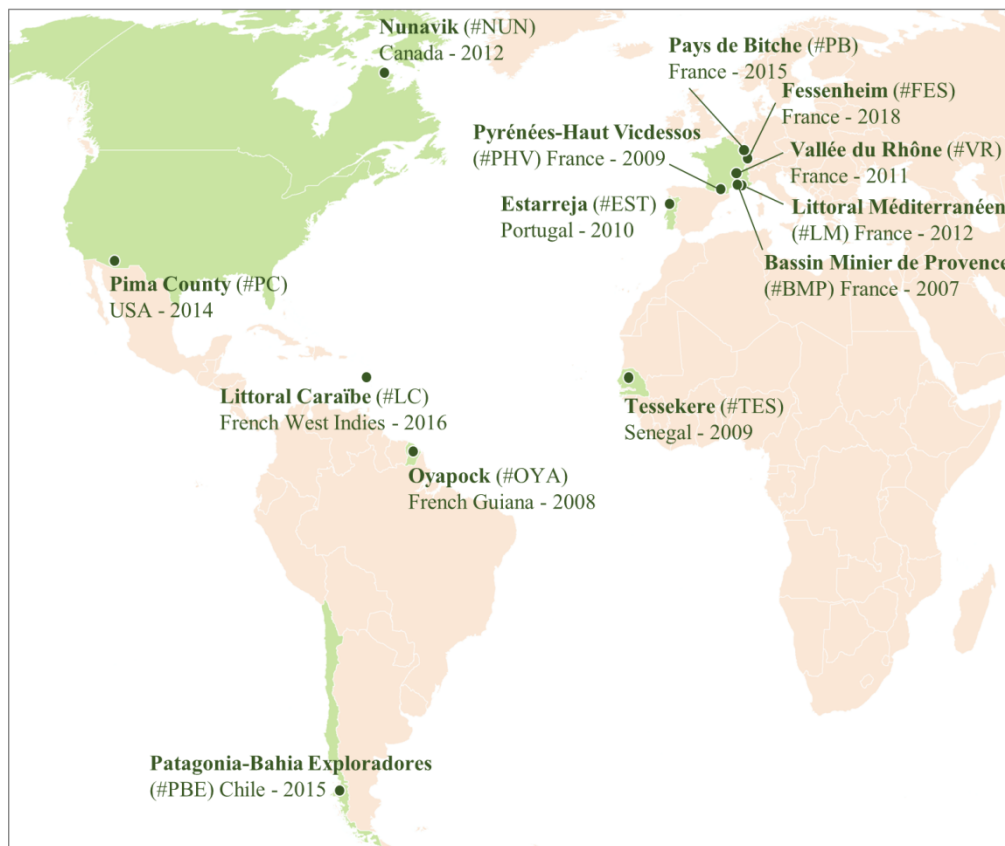 Nunavik (#NUN)
Canada - 2012
Pays de Bitche (#PB)
France - 2015
Fessenheim (#FES)
France - 2018
Pyrénées-Haut Vicdessos
(#PHV) France - 2009
Vallée du Rhône (#VR)
France - 2011
Estarreja (#EST)
Portugal - 2010
Littoral Méditerranéen
(#LM) France - 2012
Bassin Minier de Provence
(#BMP) France - 2007
Pima County (#PC)
USA - 2014
Littoral Caraïbe (#LC)
French West Indies - 2016
Tessekere (#TES)
Senegal - 2009
Oyapock (#OYA)
French Guiana - 2008
Patagonia-Bahia Exploradores
(#PBE) Chile - 2015